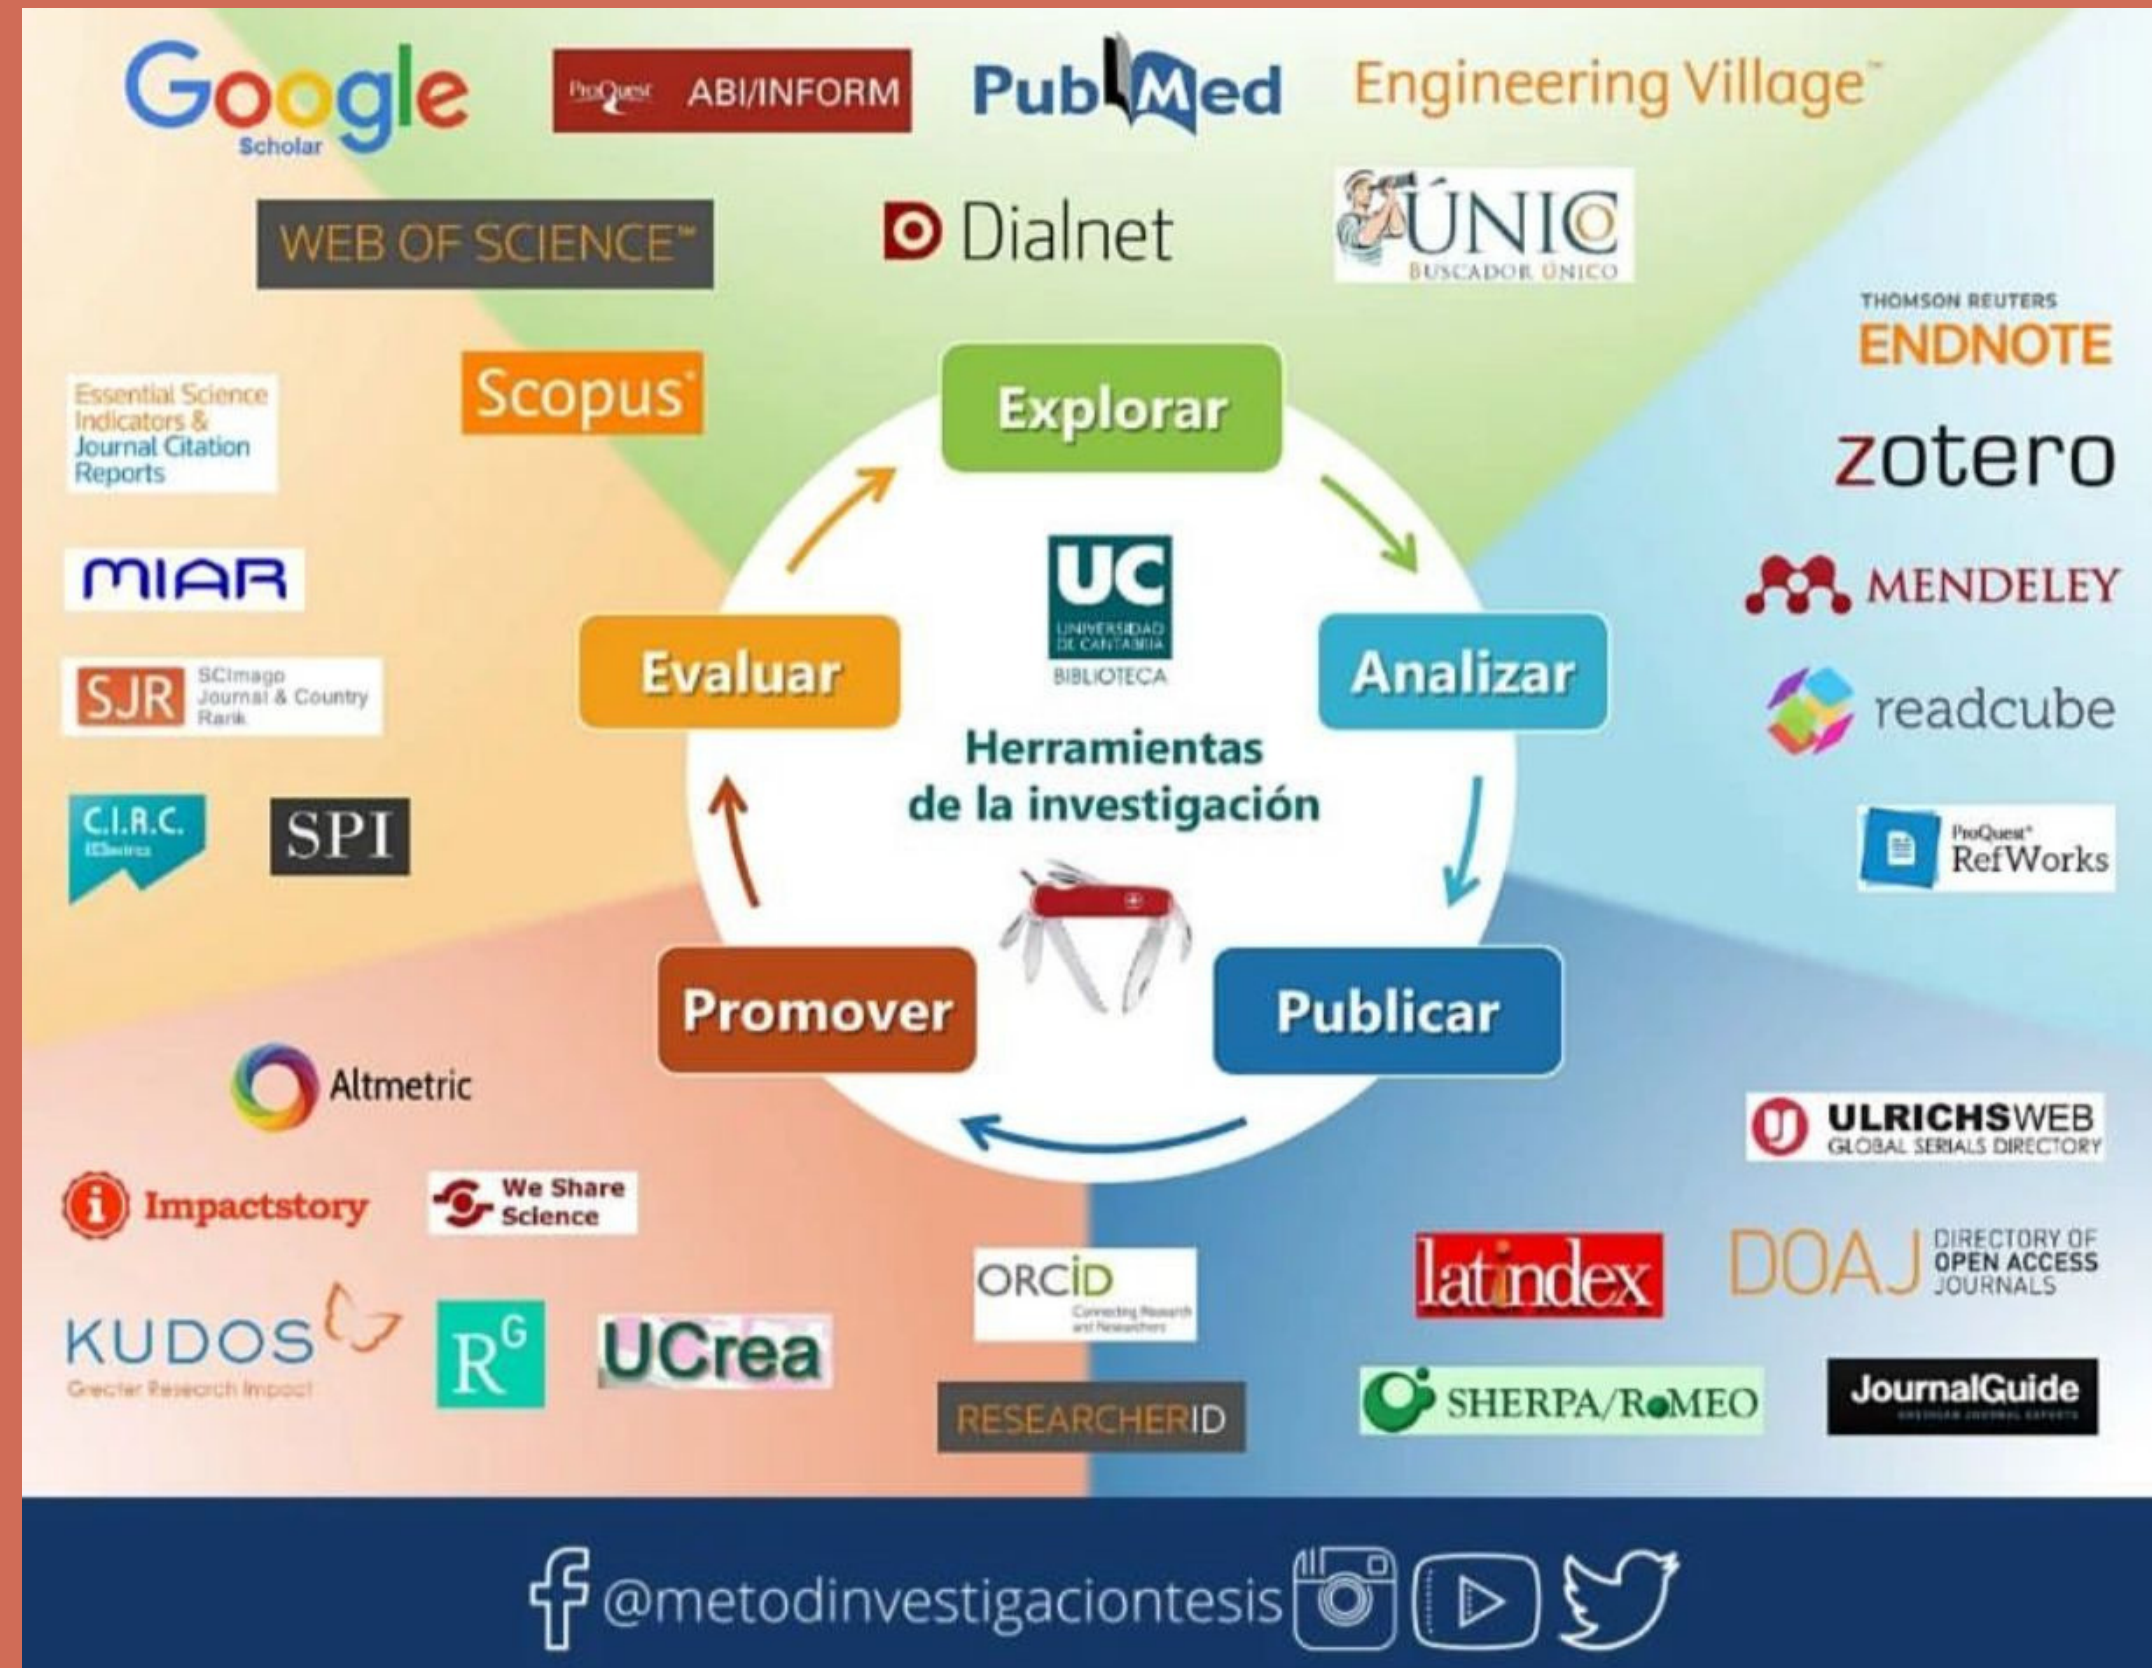 Google
Scholar
ProQuest ABI/INFORM
PubMed
Engineering Village™
WEB OF SCIENCE™
Dialnet
ÚNICO
BUSCADOR ÚNICO
Essential Science
Indicators &
Journal Citation
Reports
Scopus®
MIAR
SJR
SCImago
Journal & Country
Rank
C.I.R.C.
SPI
THOMSON REUTERS
ENDNOTE
zotero
MENDELEY
readcube
ProQuest®
RefWorks
Explorar
Analizar
Publicar
Promover
Evaluar
UC
UNIVERSIDAD
DE CANTABRIA
BIBLIOTECA
Herramientas
de la investigación
Altmetric
Impactstory
We Share
Science
KUDOS
Greater Research Impact
RG
UCrea
ORCiD
Connecting Research
and Researchers
RESEARCHERID
ULRICHSWEB
GLOBAL SERIALS DIRECTORY
latindex
DOAJ
DIRECTORY OF
OPEN ACCESS
JOURNALS
SHERPA/RoMEO
JournalGuide
@metodinvestigaciontesis